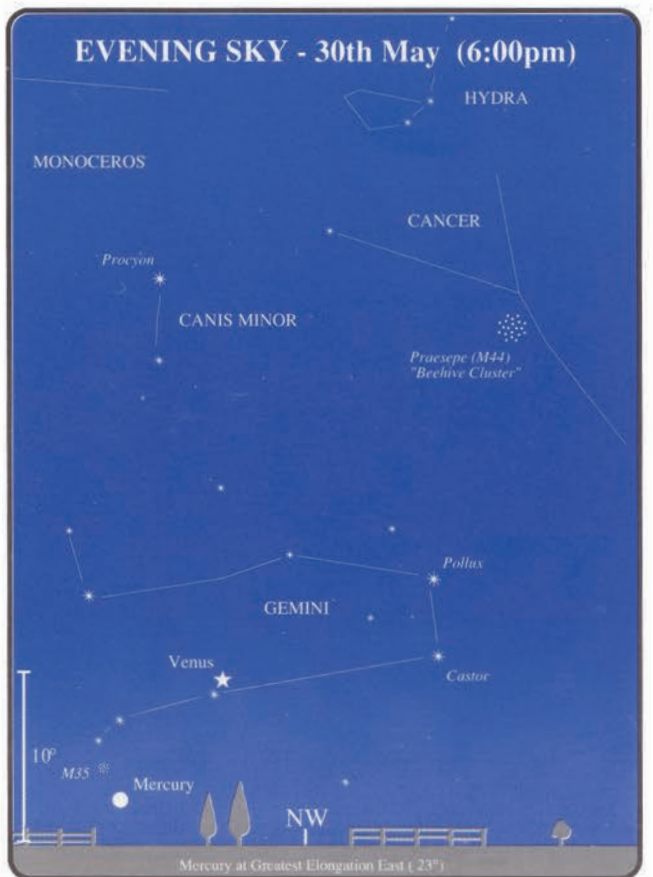 EVENING SKY - 30th May (6:00pm)
HYDRA
MONOCEROS
CANCER
Procyon
CANIS MINOR
Praesepe (M44)
"Beehive Cluster"
Pollux
GEMINI
Venus
Castor
10°
M35
Mercury
NW
Mercury at Greatest Elongation East ( 23°)